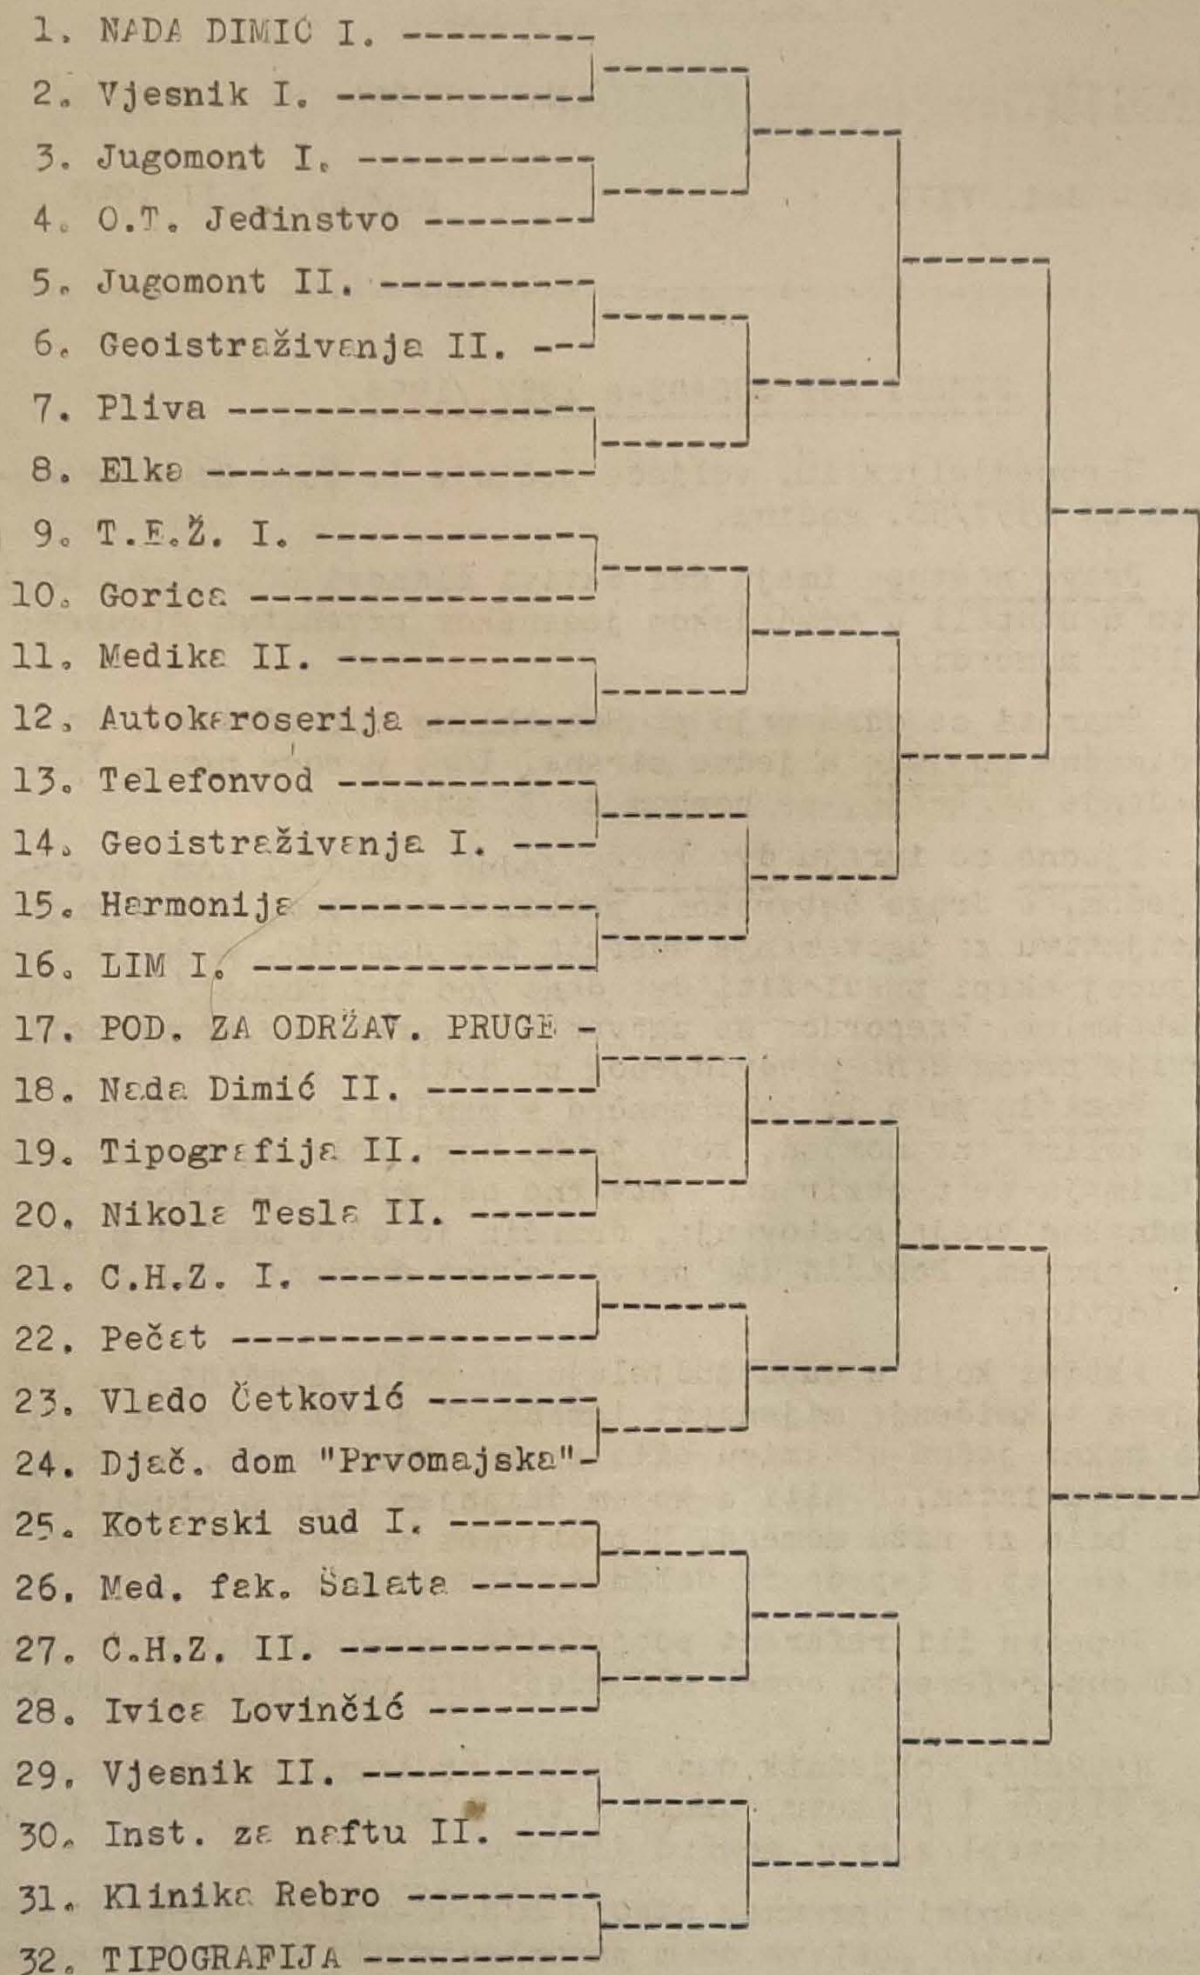 1. NADA DIMIĆ I.
2. Vjesnik I.
3. Jugomont I.
4. O.T. Jedinstvo
5. Jugomont II.
6. Geoistraživanja II.
7. Pliva
8. Elka
9. T.E.Ž. I.
10. Gorica
11. Medika II.
12. Autokaroserija
13. Telefonvod
14. Geoistraživanja I.
15. Harmonija
16. LIM I.
17. POD. ZA ODRŽAV. PRUGE
18. Nada Dimić II.
19. Tipografija II.
20. Nikola Tesla II.
21. C.H.Z. I.
22. Pečat
23. Vlado Četković
24. Djač. dom "Prvomajska"
25. Kotarski sud I.
26. Med. fak. Šalata
27. C.H.Z. II.
28. Ivica Lovinčić
29. Vjesnik II.
30. Inst. za naftu II.
31. Klinika Rebro
32. TIPOGRAFIJA